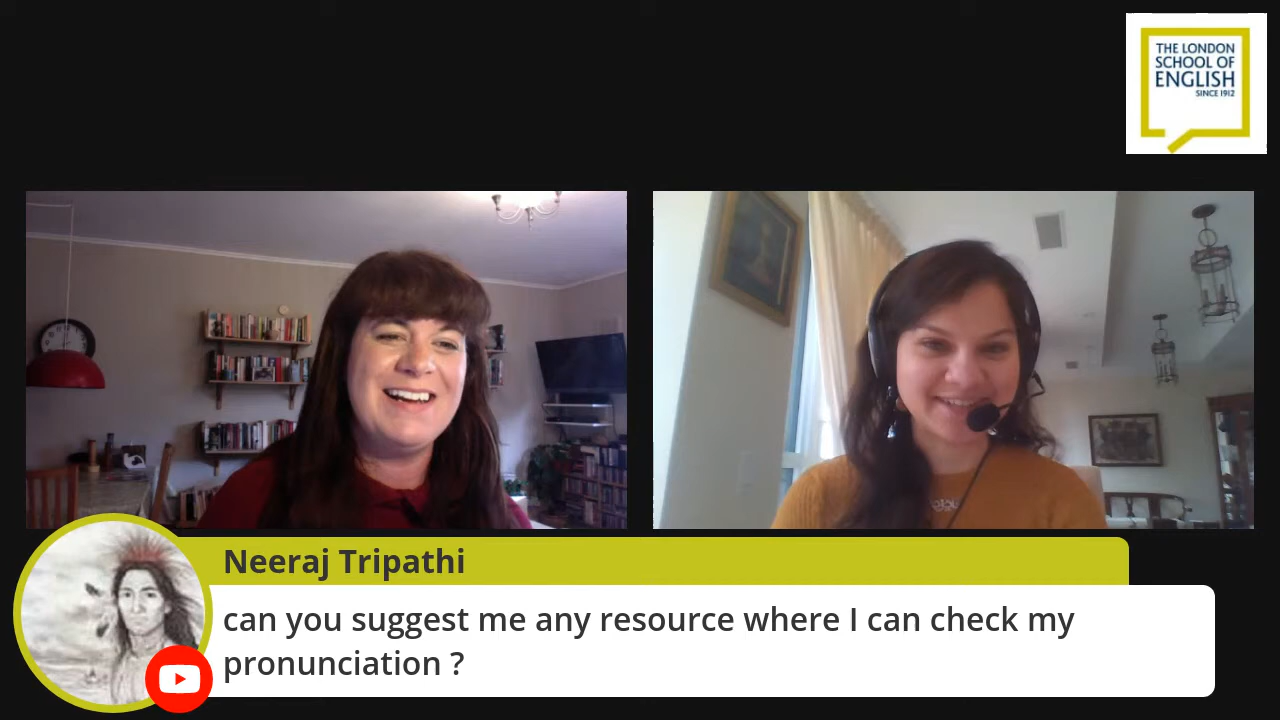 THE LONDON
SCHOOL OF
ENGLISH
SINCE 1912
Neeraj Tripathi
can you suggest me any resource where I can check my
pronunciation ?